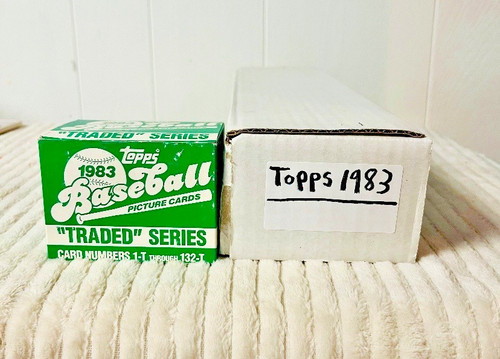 "TRADED" SERIES
Topps
1983
Baseball
PICTURE CARDS
"TRADED" SERIES
CARD NUMBERS 1-T THROUGH 132-T
Topps 1983